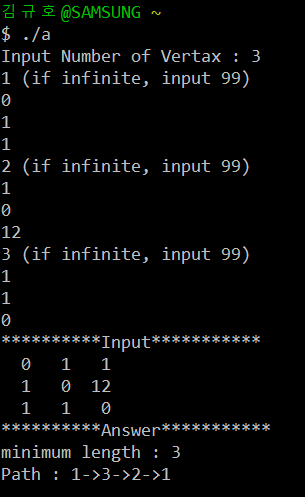 김규호@SAMSUNG ~
$ ./a
Input Number of Vertax : 3
1 (if infinite, input 99)
0
1
1
2 (if infinite, input 99)
1
0
12
3 (if infinite, input 99)
1
1
0
**********Input***********
0 1 1
1 0 12
1 1 0
**********Answer***********
minimum length : 3
Path : 1->3->2->1